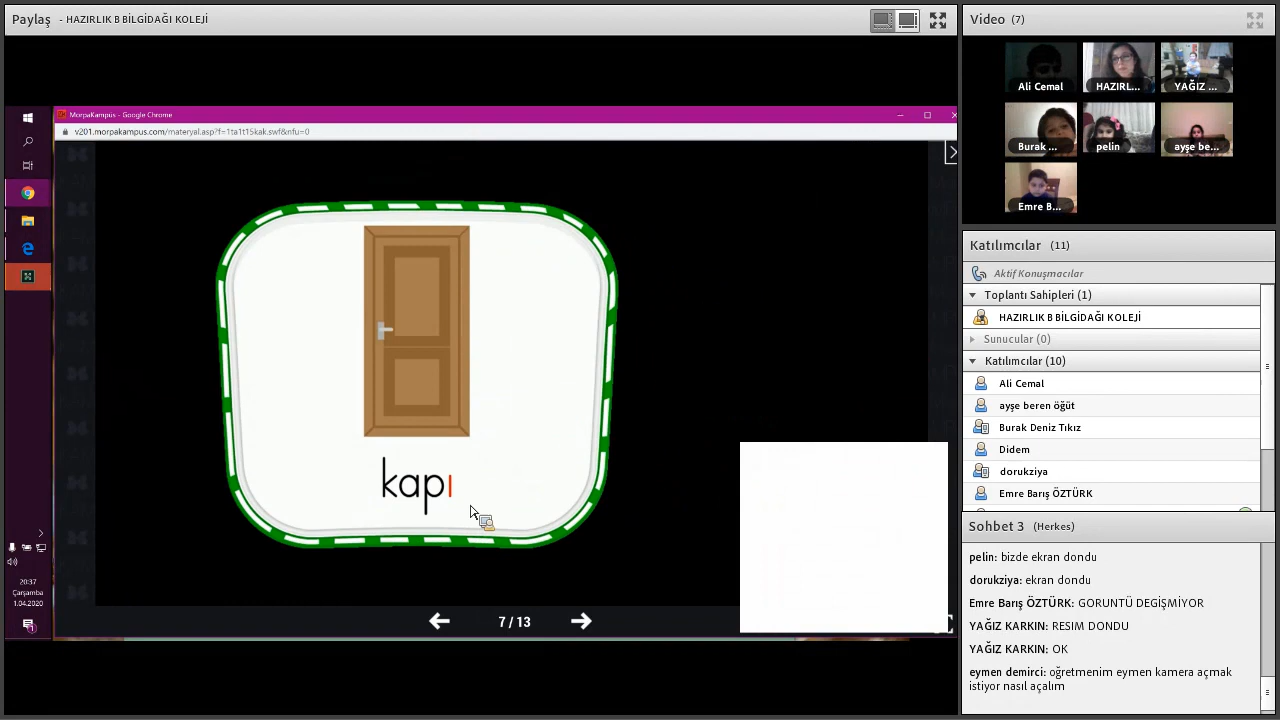 Paylaş - HAZIRLIK B BİLGİDAĞI KOLEJİ
MorpaKampüs - Google Chrome
v201.morpakampus.com/materyal.asp?f=1ta1t15kak.swf&nfu=0
kapı
7 / 13
20:37
Çarşamba
1.04.2020
Video (7)
Ali Cemal
HAZIRL...
YAĞIZ ...
Burak ...
pelin
ayşe be...
Emre B...
Katılımcılar (11)
Aktif Konuşmacılar
Toplantı Sahipleri (1)
HAZIRLIK B BİLGİDAĞI KOLEJİ
Sunucular (0)
Katılımcılar (10)
Ali Cemal
ayşe beren öğüt
Burak Deniz Tıkız
Didem
dorukziya
Emre Barış ÖZTÜRK
Sohbet 3 (Herkes)
pelin: bizde ekran dondu
dorukziya: ekran dondu
Emre Barış ÖZTÜRK: GORUNTÜ DEGİŞMİYOR
YAĞIZ KARKIN: RESIM DONDU
YAĞIZ KARKIN: OK
eymen demirci: oğretmenim eymen kamera açmak
istiyor nasıl açalım